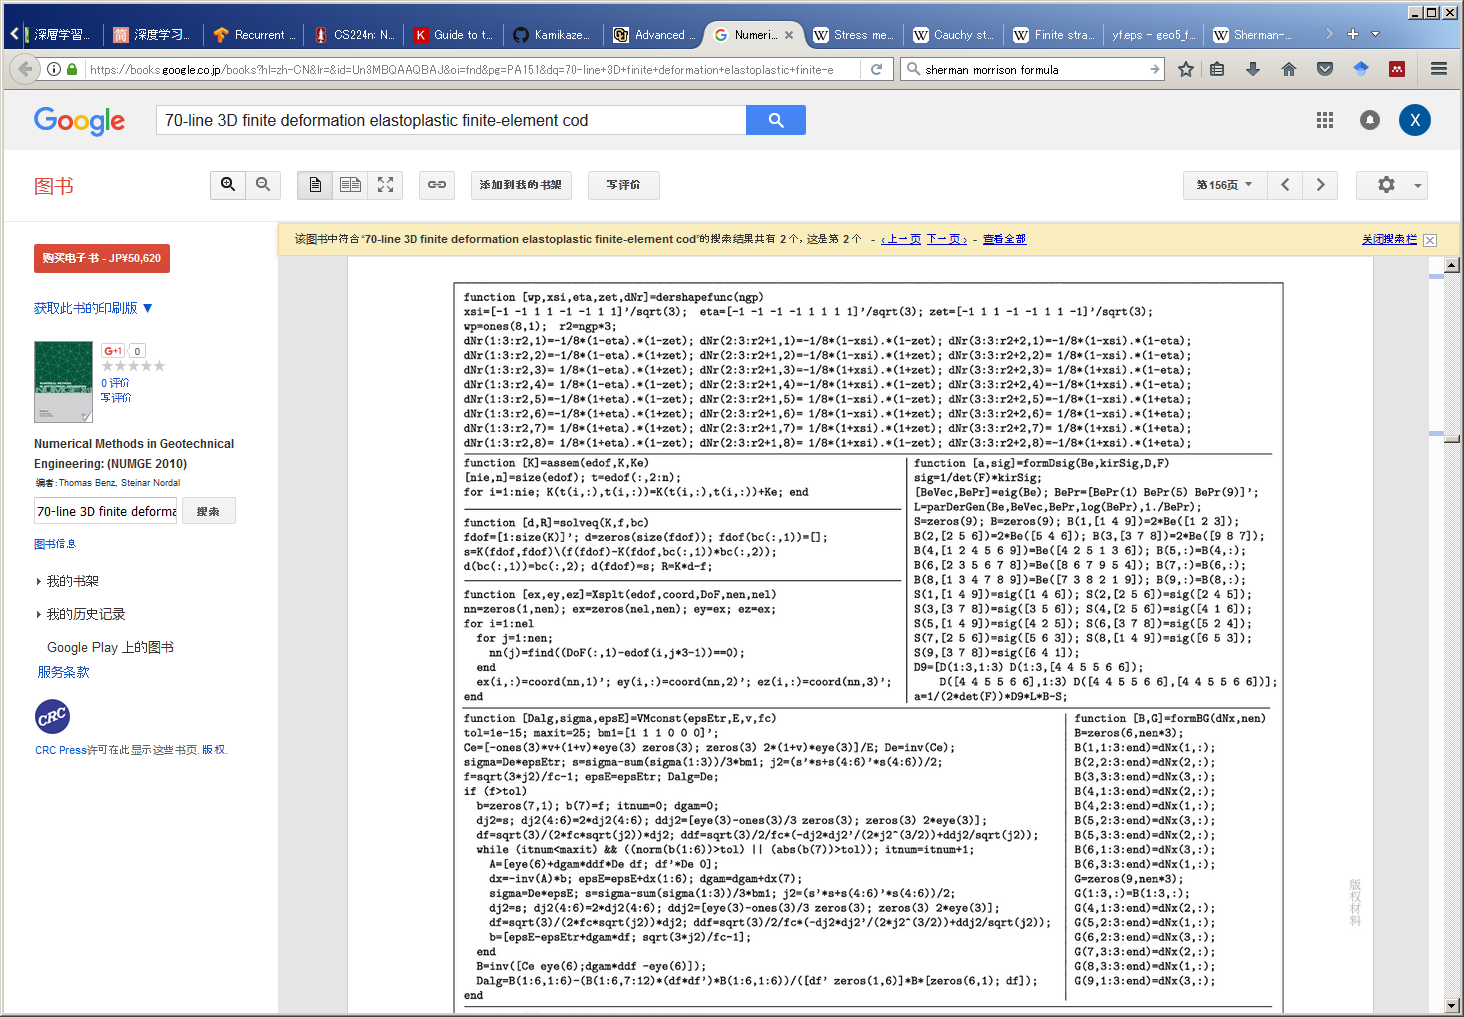 深層学習...
深度学习...
Recurrent ...
CS224n: N...
Guide to t...
Kamikaze...
Advanced ...
Numeri...
Stress me...
Cauchy st...
Finite stra...
yf.eps - geo5_f...
Sherman-...
https://books.google.co.jp/books?hl=zh-CN&lr=&id=Un3MBQAAQBAJ&oi=fnd&pg=PA151&dq=70-line+3D+finite+deformation+elastoplastic+finite-e
sherman morrison formula
Google
70-line 3D finite deformation elastoplastic finite-element cod
X
图书
添加到我的书架
写评价
第156页
购买电子书 - JP¥50,620
该图书中符合"70-line 3D finite deformation elastoplastic finite-element cod"的搜索结果共有 2 个，这是第 2 个 - ‹上一页 下一页› - 查看全部
关闭搜索栏
获取此书的印刷版 ▼
G+1 0
0 评价
写评价
Numerical Methods in Geotechnical
Engineering: (NUMGE 2010)
编者:Thomas Benz, Steinar Nordal
70-line 3D finite deforma
搜索
图书信息
我的书架
我的历史记录
Google Play 上的图书
服务条款
CRC
CRC Press许可在此显示这些书页. 版权.
function [wp,xsi,eta,zet,dNr]=dershapefunc(ngp)
xsi=[-1 -1 1 1 -1 -1 1 1]'/sqrt(3); eta=[-1 -1 -1 -1 1 1 1 1]'/sqrt(3); zet=[-1 1 1 -1 -1 1 1 -1]'/sqrt(3);
wp=ones(8,1); r2=ngp*3;
dNr(1:3:r2,1)=-1/8*(1-eta).*(1-zet); dNr(2:3:r2+1,1)=-1/8*(1-xsi).*(1-zet); dNr(3:3:r2+2,1)=-1/8*(1-xsi).*(1-eta);
dNr(1:3:r2,2)=-1/8*(1-eta).*(1+zet); dNr(2:3:r2+1,2)=-1/8*(1-xsi).*(1+zet); dNr(3:3:r2+2,2)= 1/8*(1-xsi).*(1-eta);
dNr(1:3:r2,3)= 1/8*(1-eta).*(1+zet); dNr(2:3:r2+1,3)=-1/8*(1+xsi).*(1+zet); dNr(3:3:r2+2,3)= 1/8*(1+xsi).*(1-eta);
dNr(1:3:r2,4)= 1/8*(1-eta).*(1-zet); dNr(2:3:r2+1,4)=-1/8*(1+xsi).*(1-zet); dNr(3:3:r2+2,4)=-1/8*(1+xsi).*(1-eta);
dNr(1:3:r2,5)=-1/8*(1+eta).*(1-zet); dNr(2:3:r2+1,5)= 1/8*(1-xsi).*(1-zet); dNr(3:3:r2+2,5)=-1/8*(1-xsi).*(1+eta);
dNr(1:3:r2,6)=-1/8*(1+eta).*(1+zet); dNr(2:3:r2+1,6)= 1/8*(1-xsi).*(1+zet); dNr(3:3:r2+2,6)= 1/8*(1-xsi).*(1+eta);
dNr(1:3:r2,7)= 1/8*(1+eta).*(1+zet); dNr(2:3:r2+1,7)= 1/8*(1+xsi).*(1+zet); dNr(3:3:r2+2,7)= 1/8*(1+xsi).*(1+eta);
dNr(1:3:r2,8)= 1/8*(1+eta).*(1-zet); dNr(2:3:r2+1,8)= 1/8*(1+xsi).*(1-zet); dNr(3:3:r2+2,8)=-1/8*(1+xsi).*(1+eta);
function [K]=assem(edof,K,Ke)
[nie,n]=size(edof); t=edof(:,2:n);
for i=1:nie; K(t(i,:),t(i,:))=K(t(i,:),t(i,:))+Ke; end
function [d,R]=solveq(K,f,bc)
fdof=[1:size(K)]'; d=zeros(size(fdof)); fdof(bc(:,1))=[];
s=K(fdof,fdof)\(f(fdof)-K(fdof,bc(:,1))*bc(:,2));
d(bc(:,1))=bc(:,2); d(fdof)=s; R=K*d-f;
function [ex,ey,ez]=Xsplt(edof,coord,DoF,nen,nel)
nn=zeros(1,nen); ex=zeros(nel,nen); ey=ex; ez=ex;
for i=1:nel
for j=1:nen;
nn(j)=find((DoF(:,1)-edof(i,j*3-1))==0);
end
ex(i,:)=coord(nn,1)'; ey(i,:)=coord(nn,2)'; ez(i,:)=coord(nn,3)';
end
function [a,sig]=formDsig(Be,kirSig,D,F)
sig=1/det(F)*kirSig;
[BeVec,BePr]=eig(Be); BePr=[BePr(1) BePr(5) BePr(9)]';
L=parDerGen(Be,BeVec,BePr,log(BePr),1./BePr);
S=zeros(9); B=zeros(9); B(1,[1 4 9])=2*Be([1 2 3]);
B(2,[2 5 6])=2*Be([5 4 6]); B(3,[3 7 8])=2*Be([9 8 7]);
B(4,[1 2 4 5 6 9])=Be([4 2 5 1 3 6]); B(5,:)=B(4,:);
B(6,[2 3 5 6 7 8])=Be([8 6 7 9 5 4]); B(7,:)=B(6,:);
B(8,[1 3 4 7 8 9])=Be([7 3 8 2 1 9]); B(9,:)=B(8,:);
S(1,[1 4 9])=sig([1 4 6]); S(2,[2 5 6])=sig([2 4 5]);
S(3,[3 7 8])=sig([3 5 6]); S(4,[2 5 6])=sig([4 1 6]);
S(5,[1 4 9])=sig([4 2 5]); S(6,[3 7 8])=sig([5 2 4]);
S(7,[2 5 6])=sig([5 6 3]); S(8,[1 4 9])=sig([6 5 3]);
S(9,[3 7 8])=sig([6 4 1]);
D9=[D(1:3,1:3) D(1:3,[4 4 5 5 6 6]);
D([4 4 5 5 6 6],1:3) D([4 4 5 5 6 6],[4 4 5 5 6 6])];
a=1/(2*det(F))*D9*L*B-S;
function [Dalg,sigma,epsE]=VMconst(epsEtr,E,v,fc)
tol=1e-15; maxit=25; bm1=[1 1 1 0 0 0]';
Ce=[-ones(3)*v+(1+v)*eye(3) zeros(3); zeros(3) 2*(1+v)*eye(3)]/E; De=inv(Ce);
sigma=De*epsEtr; s=sigma-sum(sigma(1:3))/3*bm1; j2=(s'*s+s(4:6)'*s(4:6))/2;
f=sqrt(3*j2)/fc-1; epsE=epsEtr; Dalg=De;
if (f>tol)
b=zeros(7,1); b(7)=f; itnum=0; dgam=0;
dj2=s; dj2(4:6)=2*dj2(4:6); ddj2=[eye(3)-ones(3)/3 zeros(3); zeros(3) 2*eye(3)];
df=sqrt(3)/(2*fc*sqrt(j2))*dj2; ddf=sqrt(3)/2/fc*(-dj2*dj2'/(2*j2^(3/2))+ddj2/sqrt(j2));
while (itnum<maxit) && ((norm(b(1:6))>tol) || (abs(b(7))>tol)); itnum=itnum+1;
A=[eye(6)+dgam*ddf*De df; df'*De 0];
dx=-inv(A)*b; epsE=epsE+dx(1:6); dgam=dgam+dx(7);
sigma=De*epsE; s=sigma-sum(sigma(1:3))/3*bm1; j2=(s'*s+s(4:6)'*s(4:6))/2;
dj2=s; dj2(4:6)=2*dj2(4:6); ddj2=[eye(3)-ones(3)/3 zeros(3); zeros(3) 2*eye(3)];
df=sqrt(3)/(2*fc*sqrt(j2))*dj2; ddf=sqrt(3)/2/fc*(-dj2*dj2'/(2*j2^(3/2))+ddj2/sqrt(j2));
b=[epsE-epsEtr+dgam*df; sqrt(3*j2)/fc-1];
end
B=inv([Ce eye(6);dgam*ddf -eye(6)]);
Dalg=B(1:6,1:6)-(B(1:6,7:12)*(df*df')*B(1:6,1:6))/([df' zeros(1,6)]*B*[zeros(6,1); df]);
end
function [B,G]=formBG(dNx,nen)
B=zeros(6,nen*3);
B(1,1:3:end)=dNx(1,:);
B(2,2:3:end)=dNx(2,:);
B(3,3:3:end)=dNx(3,:);
B(4,1:3:end)=dNx(2,:);
B(4,2:3:end)=dNx(1,:);
B(5,2:3:end)=dNx(3,:);
B(5,3:3:end)=dNx(2,:);
B(6,1:3:end)=dNx(3,:);
B(6,3:3:end)=dNx(1,:);
G=zeros(9,nen*3);
G(1:3,:)=B(1:3,:);
G(4,1:3:end)=dNx(2,:);
G(5,2:3:end)=dNx(1,:);
G(6,2:3:end)=dNx(3,:);
G(7,3:3:end)=dNx(2,:);
G(8,3:3:end)=dNx(1,:);
G(9,1:3:end)=dNx(3,:);
版权材料